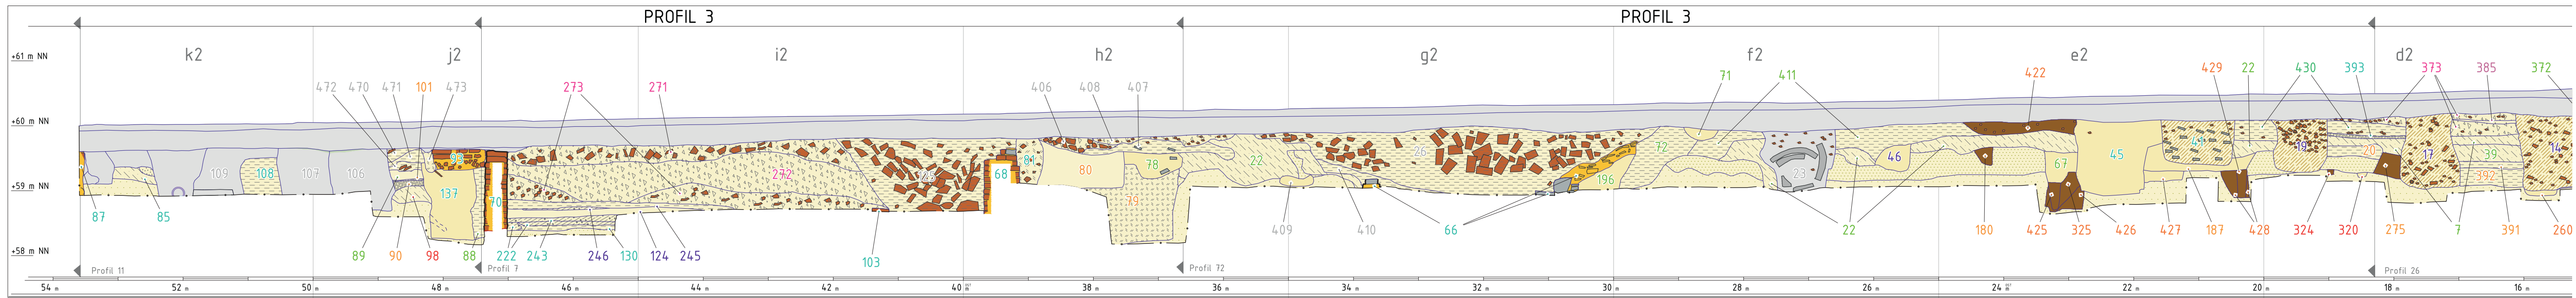 PROFIL 3 PROFIL 3
+61 m NN k2 j2 i2 h2 g2 f2 e2 d2
472 470 471 101 473 273 271 406 408 407 71 411 422 429 22 430 393 373 385 372
+60 m NN
109 108 107 106 93 137 70 272 125 68 81 80 78 79 22 26 196 72 23 46 67 45 41 19 20 17 39 392 14
+59 m NN
87 85 66 409 410 22 180 425 325 426 427 187 428 324 320 275 7 391 260
+58 m NN
89 90 98 88 222 243 246 130 124 245 103
Profil 11 Profil 7 Profil 72 Profil 26
54 m 52 m 50 m 48 m 46 m 44 m 42 m 40 m 38 m 36 m 34 m 32 m 30 m 28 m 26 m 24 m 22 m 20 m 18 m 16 m